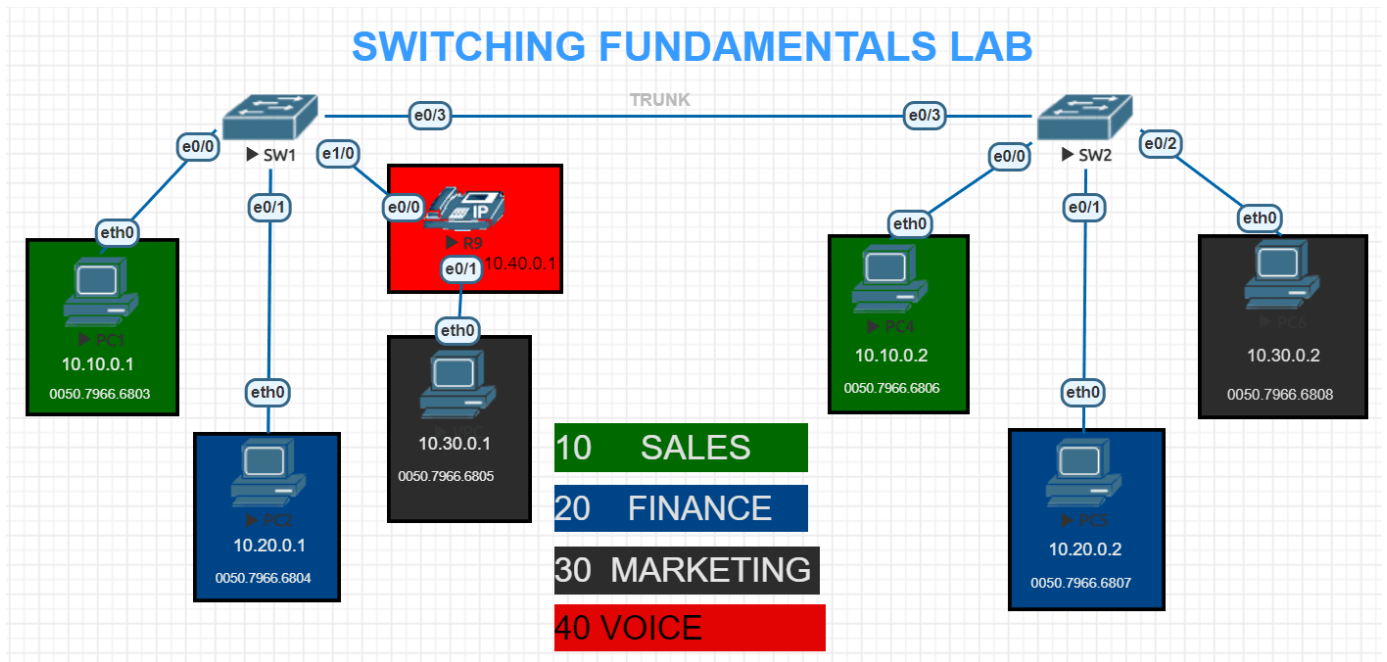 SWITCHING FUNDAMENTALS LAB
TRUNK
e0/3
e0/3
e0/0
SW1
e1/0
e0/0
SW2
e0/2
e0/1
e0/0
IP
R9
10.40.0.1
e0/1
e0/1
eth0
eth0
eth0
eth0
PC1
10.10.0.1
0050.7966.6803
VPC
10.30.0.1
0050.7966.6805
PC4
10.10.0.2
0050.7966.6806
PC6
10.30.0.2
0050.7966.6808
eth0
eth0
PC2
10.20.0.1
0050.7966.6804
PC5
10.20.0.2
0050.7966.6807
10 SALES
20 FINANCE
30 MARKETING
40 VOICE